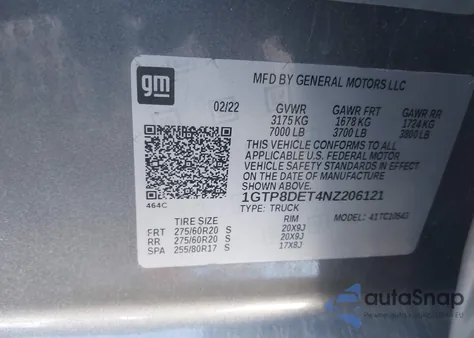 gm
MFD BY GENERAL MOTORS LLC
02/22 GVWR GAWR FRT GAWR RR
3175 KG 1678 KG 1724 KG
7000 LB 3700 LB 3800 LB
THIS VEHICLE CONFORMS TO ALL
APPLICABLE U.S. FEDERAL MOTOR
VEHICLE SAFETY STANDARDS IN EFFECT
ON THE DATE OF MANUFACTURE
SHOWN ABOVE.
1GTP8DET4NZ206121
464C TYPE: TRUCK
MODEL:
TIRE SIZE RIM
FRT 275/60R20 S 20X9J
RR 275/60R20 S 20X9J
SPA 255/80R17 S 17X8J
autoSnap